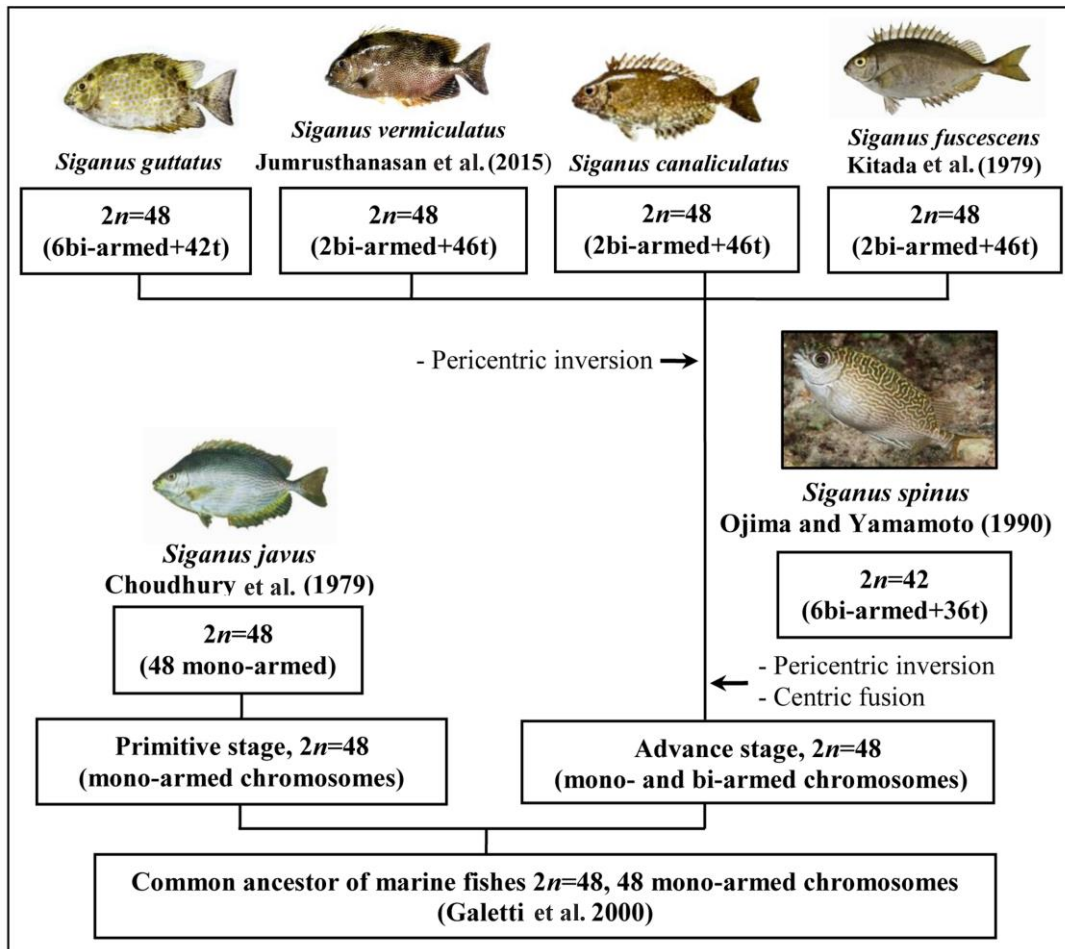 Siganus guttatus
Siganus vermiculatus
Jumrusthanasan et al. (2015)
Siganus canaliculatus
Siganus fuscescens
Kitada et al. (1979)
2n=48
(6bi-armed+42t)
2n=48
(2bi-armed+46t)
2n=48
(2bi-armed+46t)
2n=48
(2bi-armed+46t)
- Pericentric inversion
Siganus spinus
Ojima and Yamamoto (1990)
2n=42
(6bi-armed+36t)
Siganus javus
Choudhury et al. (1979)
2n=48
(48 mono-armed)
- Pericentric inversion
- Centric fusion
Primitive stage, 2n=48
(mono-armed chromosomes)
Advance stage, 2n=48
(mono- and bi-armed chromosomes)
Common ancestor of marine fishes 2n=48, 48 mono-armed chromosomes
(Galetti et al. 2000)